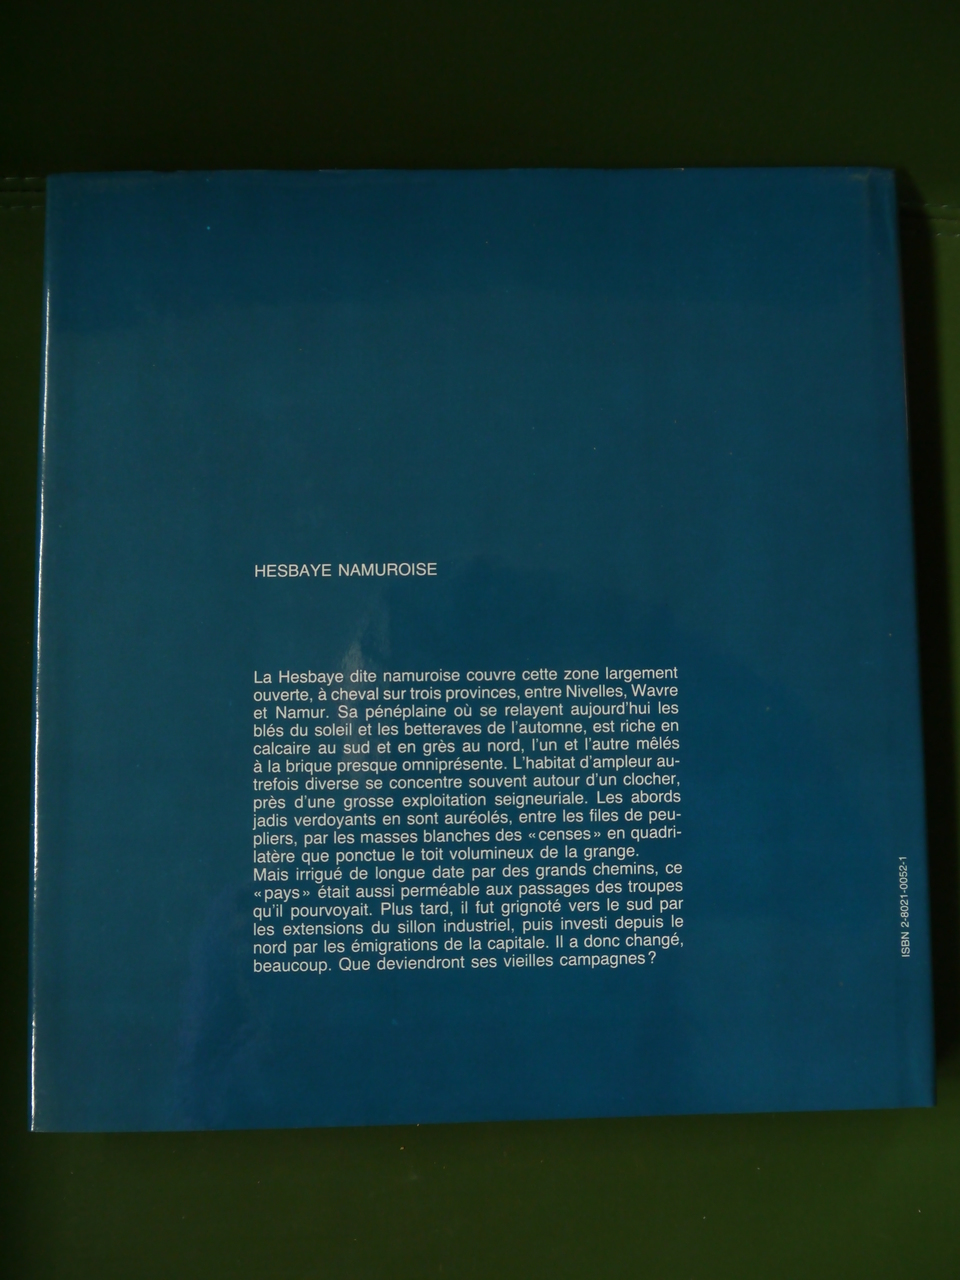 HESBAYE NAMUROISE
La Hesbaye dite namuroise couvre cette zone largement
ouverte, à cheval sur trois provinces, entre Nivelles, Wavre
et Namur. Sa pénéplaine où se relayent aujourd'hui les
blés du soleil et les betteraves de l'automne, est riche en
calcaire au sud et en grès au nord, l'un et l'autre mêlés
à la brique presque omniprésente. L'habitat d'ampleur au-
trefois diverse se concentre souvent autour d'un clocher,
près d'une grosse exploitation seigneuriale. Les abords
jadis verdoyants en sont auréolés, entre les files de peu-
pliers, par les masses blanches des «censes» en quadri-
latère que ponctue le toit volumineux de la grange.
Mais irrigué de longue date par des grands chemins, ce
«pays» était aussi perméable aux passages des troupes
qu'il pourvoyait. Plus tard, il fut grignoté vers le sud par
les extensions du sillon industriel, puis investi depuis le
nord par les émigrations de la capitale. Il a donc changé,
beaucoup. Que deviendront ses vieilles campagnes?
ISBN 2-8021-0052-1